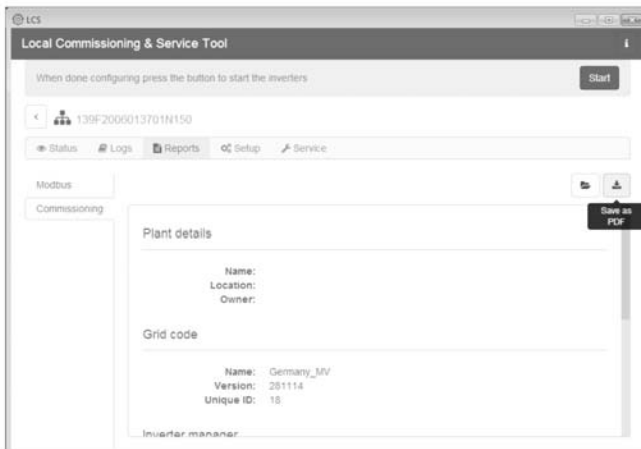 LCS
Local Commissioning & Service Tool
i
When done configuring press the button to start the inverters
Start
139F2006013701N150
Status Logs Reports Setup Service
Modbus
Commissioning
Save as
PDF
Plant details
Name:
Location:
Owner:
Grid code
Name: Germany_MV
Version: 281114
Unique ID: 18
Inverter manager